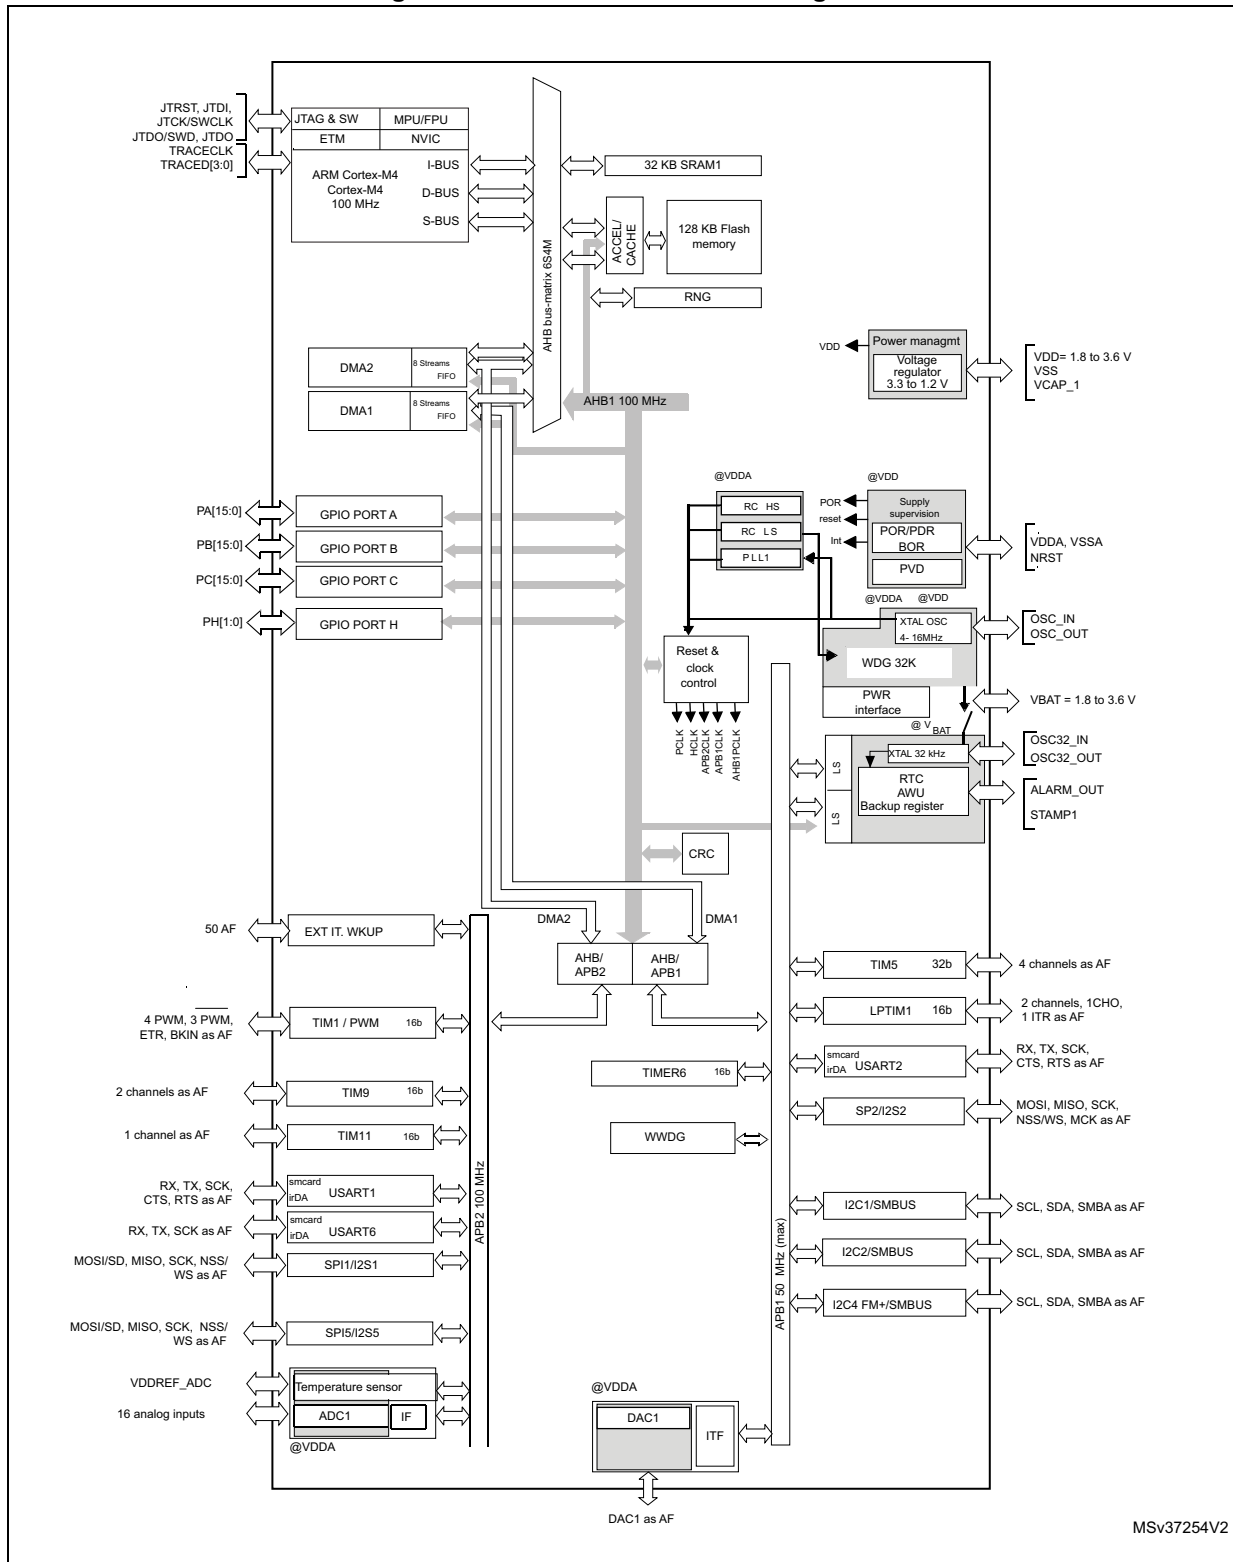 JTRST, JTDI,
JTCK/SWCLK
JTDO/SWD, JTDO
TRACECLK
TRACED[3:0]
JTAG & SW
MPU/FPU
ETM
NVIC
ARM Cortex-M4
Cortex-M4
100 MHz
I-BUS
D-BUS
S-BUS
AHB bus-matrix 6S4M
32 KB SRAM1
ACCEL/
CACHE
128 KB Flash
memory
RNG
DMA2
8 Streams
FIFO
DMA1
8 Streams
FIFO
AHB1 100 MHz
VDD
Power managmt
Voltage
regulator
3.3 to 1.2 V
VDD= 1.8 to 3.6 V
VSS
VCAP_1
@VDDA
RC HS
RC LS
PLL1
@VDD
POR
reset
Int
Supply
supervision
POR/PDR
BOR
PVD
VDDA, VSSA
NRST
PA[15:0]
GPIO PORT A
PB[15:0]
GPIO PORT B
PC[15:0]
GPIO PORT C
PH[1:0]
GPIO PORT H
@VDDA
@VDD
XTAL OSC
4- 16MHz
OSC_IN
OSC_OUT
WDG 32K
PWR
interface
VBAT = 1.8 to 3.6 V
Reset &
clock
control
PCLK
HCLK
APB2CLK
APB1CLK
AHB1PCLK
@ VBAT
XTAL 32 kHz
OSC32_IN
OSC32_OUT
LS
LS
RTC
AWU
Backup register
ALARM_OUT
STAMP1
CRC
DMA2
DMA1
AHB/
APB2
AHB/
APB1
50 AF
EXT IT. WKUP
4 PWM, 3 PWM,
ETR, BKIN as AF
TIM1 / PWM
16b
2 channels as AF
TIM9
16b
1 channel as AF
TIM11
16b
RX, TX, SCK,
CTS, RTS as AF
smcard
irDA
USART1
RX, TX, SCK as AF
smcard
irDA
USART6
MOSI/SD, MISO, SCK, NSS/
WS as AF
SPI1/I2S1
MOSI/SD, MISO, SCK, NSS/
WS as AF
SPI5/I2S5
VDDREF_ADC
Temperature sensor
16 analog inputs
ADC1
IF
@VDDA
APB2 100 MHz
TIMER6
16b
WWDG
APB1 50 MHz (max)
TIM5
32b
4 channels as AF
LPTIM1
16b
2 channels, 1CHO,
1 ITR as AF
smcard
irDA
USART2
RX, TX, SCK,
CTS, RTS as AF
SP2/I2S2
MOSI, MISO, SCK,
NSS/WS, MCK as AF
I2C1/SMBUS
SCL, SDA, SMBA as AF
I2C2/SMBUS
SCL, SDA, SMBA as AF
I2C4 FM+/SMBUS
SCL, SDA, SMBA as AF
@VDDA
DAC1
ITF
DAC1 as AF
MSv37254V2